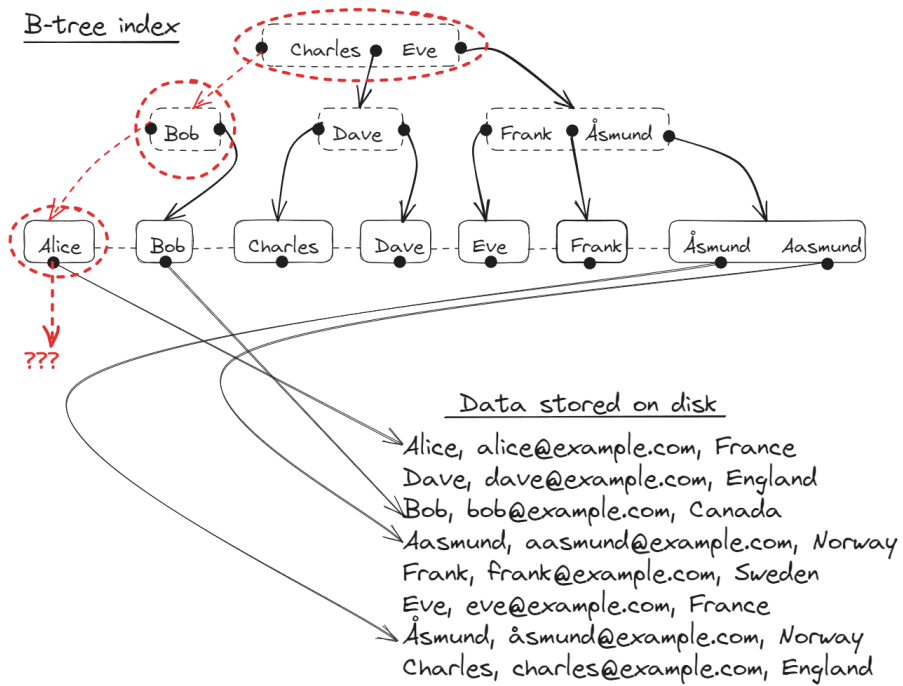 B-tree index
Charles Eve
Bob Dave Frank Åsmund
Alice Bob Charles Dave Eve Frank Åsmund Aasmund
???
Data stored on disk
Alice, alice@example.com, France
Dave, dave@example.com, England
Bob, bob@example.com, Canada
Aasmund, aasmund@example.com, Norway
Frank, frank@example.com, Sweden
Eve, eve@example.com, France
Åsmund, åsmund@example.com, Norway
Charles, charles@example.com, England